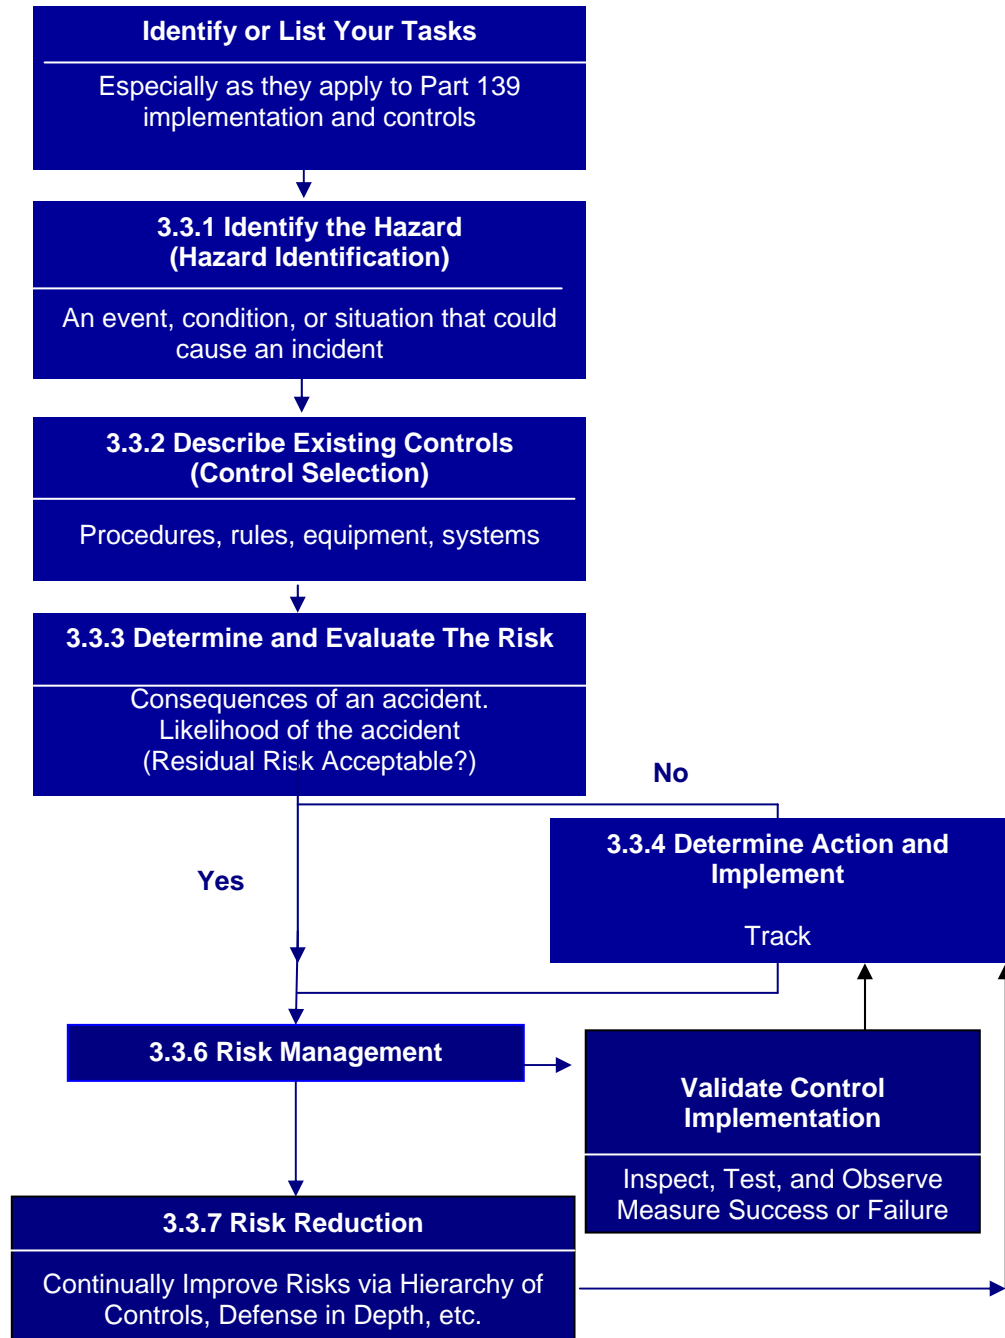 Identify or List Your Tasks
Especially as they apply to Part 139
implementation and controls
3.3.1 Identify the Hazard
(Hazard Identification)
An event, condition, or situation that could
cause an incident
3.3.2 Describe Existing Controls
(Control Selection)
Procedures, rules, equipment, systems
3.3.3 Determine and Evaluate The Risk
Consequences of an accident.
Likelihood of the accident
(Residual Risk Acceptable?)
No
Yes
3.3.4 Determine Action and
Implement
Track
3.3.6 Risk Management
Validate Control
Implementation
Inspect, Test, and Observe
Measure Success or Failure
3.3.7 Risk Reduction
Continually Improve Risks via Hierarchy of
Controls, Defense in Depth, etc.